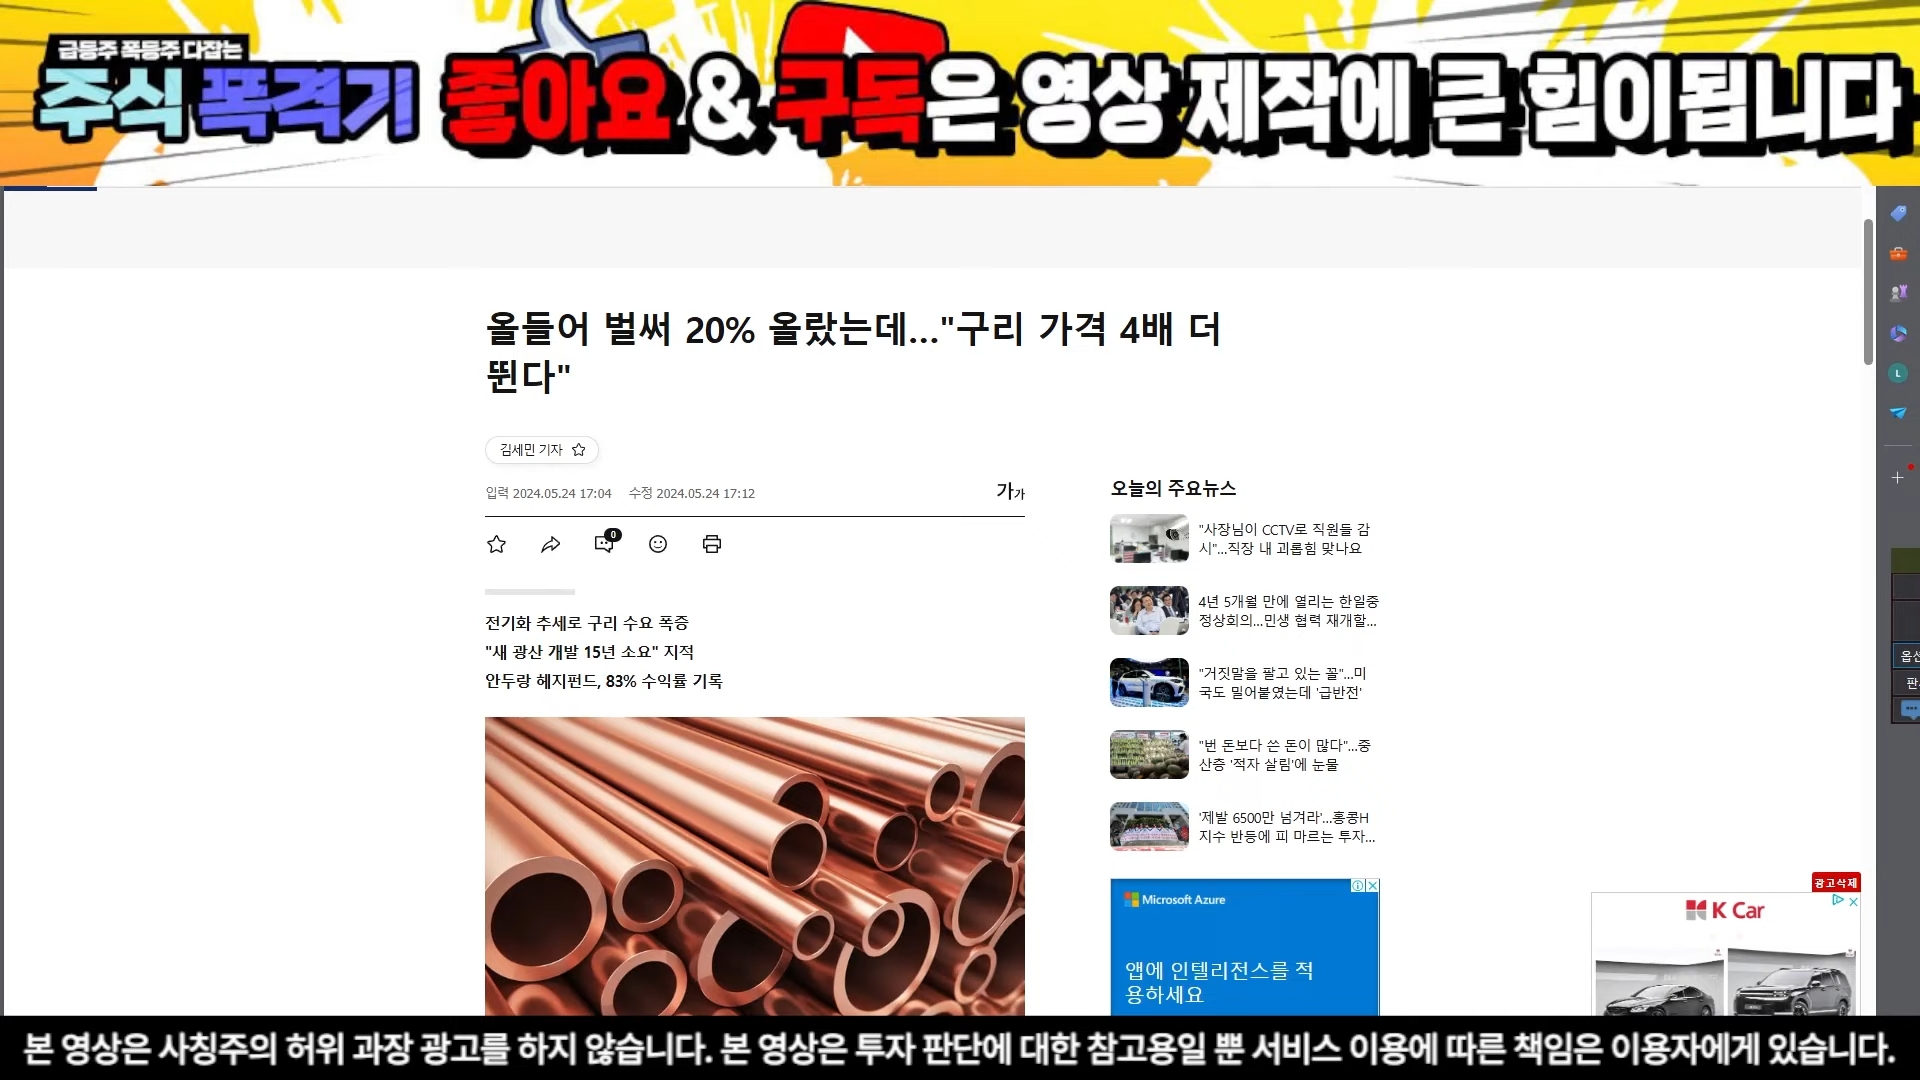 급등주 폭등주 다잡는
주식 폭격기 좋아요 & 구독은 영상 제작에 큰 힘이됩니다
올들어 벌써 20% 올랐는데…"구리 가격 4배 더
뛴다"
김세민 기자
입력 2024.05.24 17:04 수정 2024.05.24 17:12
가가
0
전기화 추세로 구리 수요 폭증
"새 광산 개발 15년 소요" 지적
안두랑 헤지펀드, 83% 수익률 기록
오늘의 주요뉴스
"사장님이 CCTV로 직원들 감
시"…직장 내 괴롭힘 맞나요
4년 5개월 만에 열리는 한일중
정상회의…민생 협력 재개할…
"거짓말을 팔고 있는 꼴"…미
국도 밀어붙였는데 '급반전'
"번 돈보다 쓴 돈이 많다"…중
산층 '적자 살림'에 눈물
'제발 6500만 넘겨라'…홍콩H
지수 반등에 피 마르는 투자…
Microsoft Azure
앱에 인텔리전스를 적
용하세요
광고삭제
K Car
L
옵션
판
본 영상은 사칭주의 허위 과장 광고를 하지 않습니다. 본 영상은 투자 판단에 대한 참고용일 뿐 서비스 이용에 따른 책임은 이용자에게 있습니다.